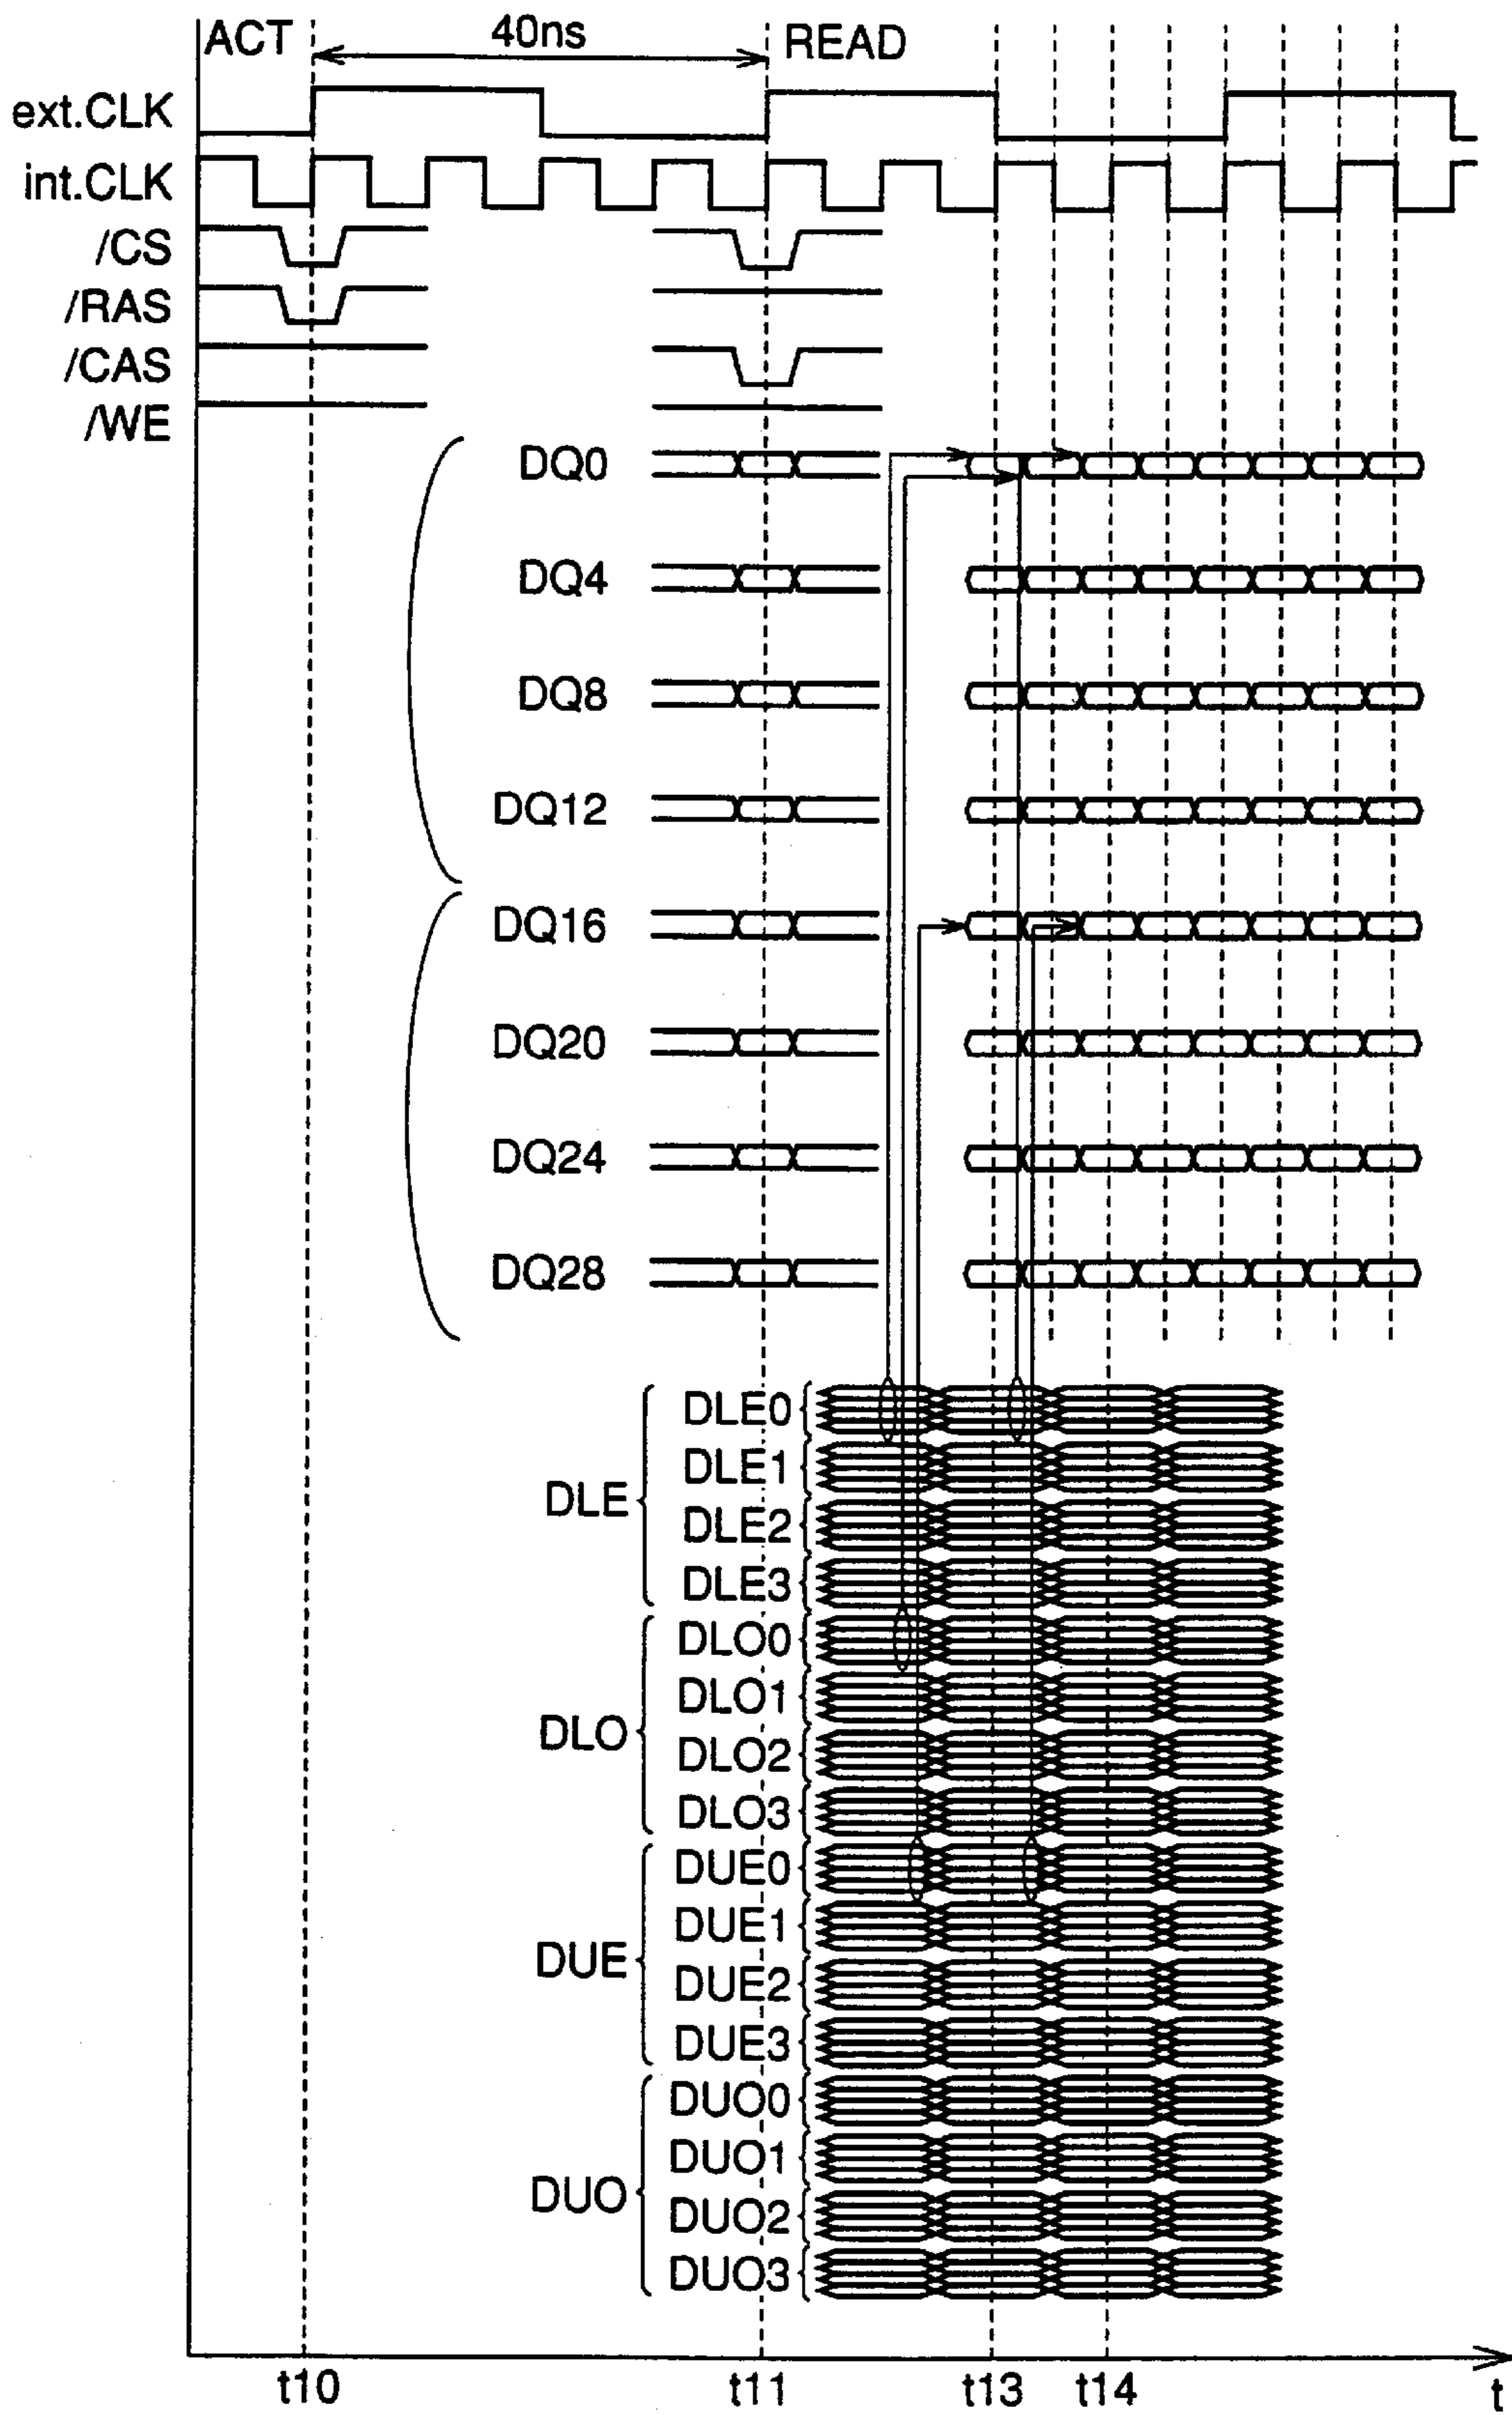 ACT 40ns READ
ext.CLK
int.CLK
/CS
/RAS
/CAS
/WE
DQ0
DQ4
DQ8
DQ12
DQ16
DQ20
DQ24
DQ28
DLE0
DLE1
DLE
DLE2
DLE3
DLO0
DLO1
DLO
DLO2
DLO3
DUE0
DUE1
DUE
DUE2
DUE3
DUO0
DUO1
DUO
DUO2
DUO3
t10 t11 t13 t14 t